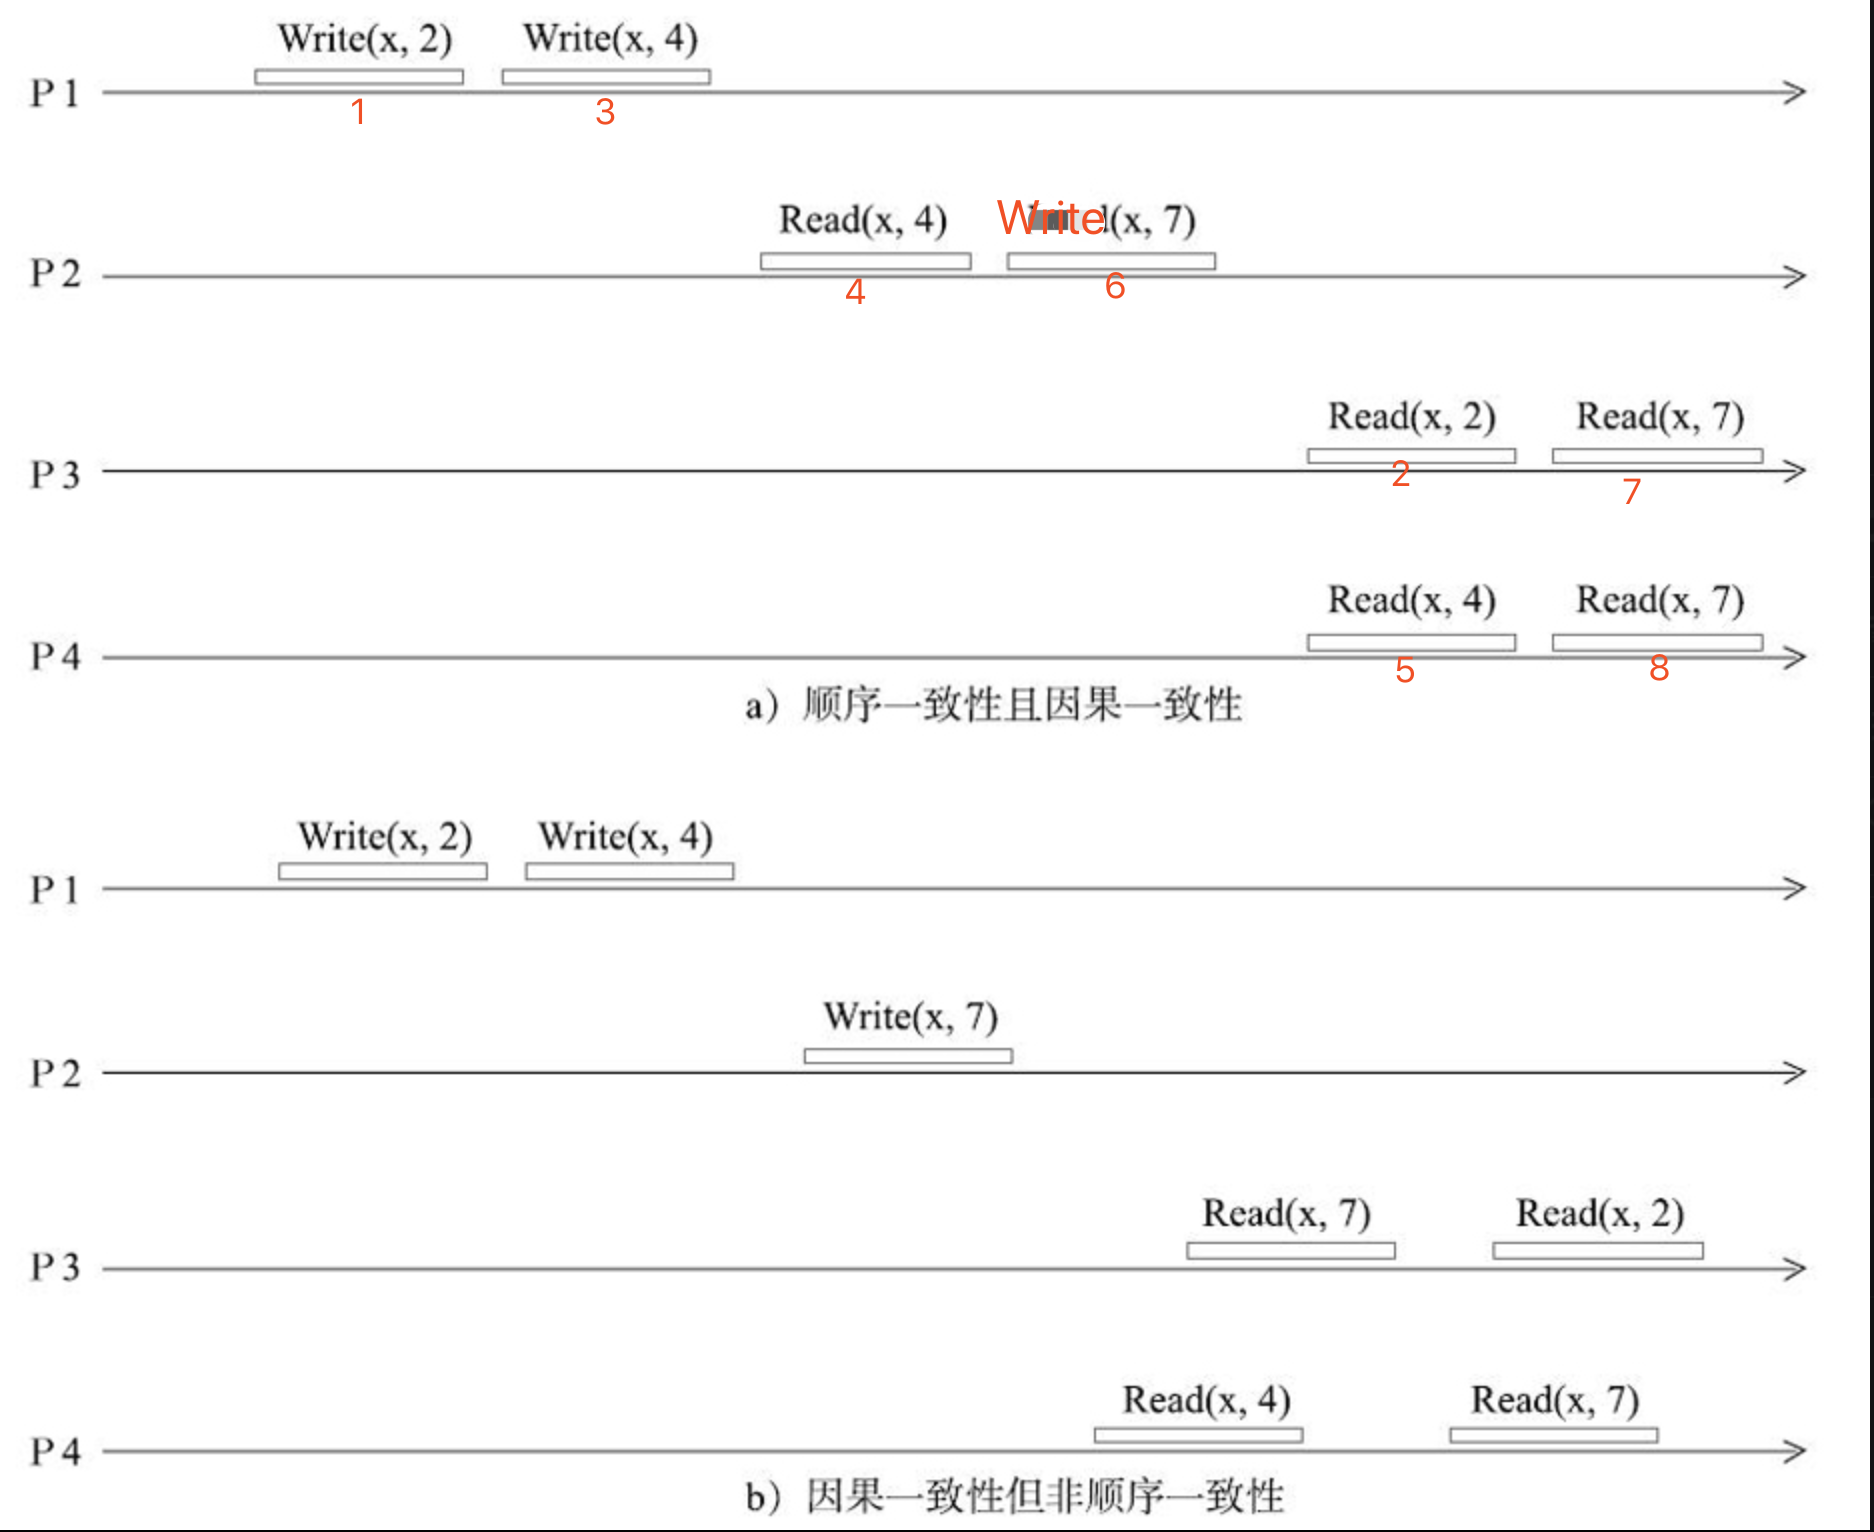 Write(x, 2) Write(x, 4)
P1
1 3
Read(x, 4) Write(x, 7)
P2
4 6
Read(x, 2) Read(x, 7)
P3
2 7
Read(x, 4) Read(x, 7)
P4
5 8
a）顺序一致性且因果一致性
Write(x, 2) Write(x, 4)
P1
Write(x, 7)
P2
Read(x, 7) Read(x, 2)
P3
Read(x, 4) Read(x, 7)
P4
b）因果一致性但非顺序一致性